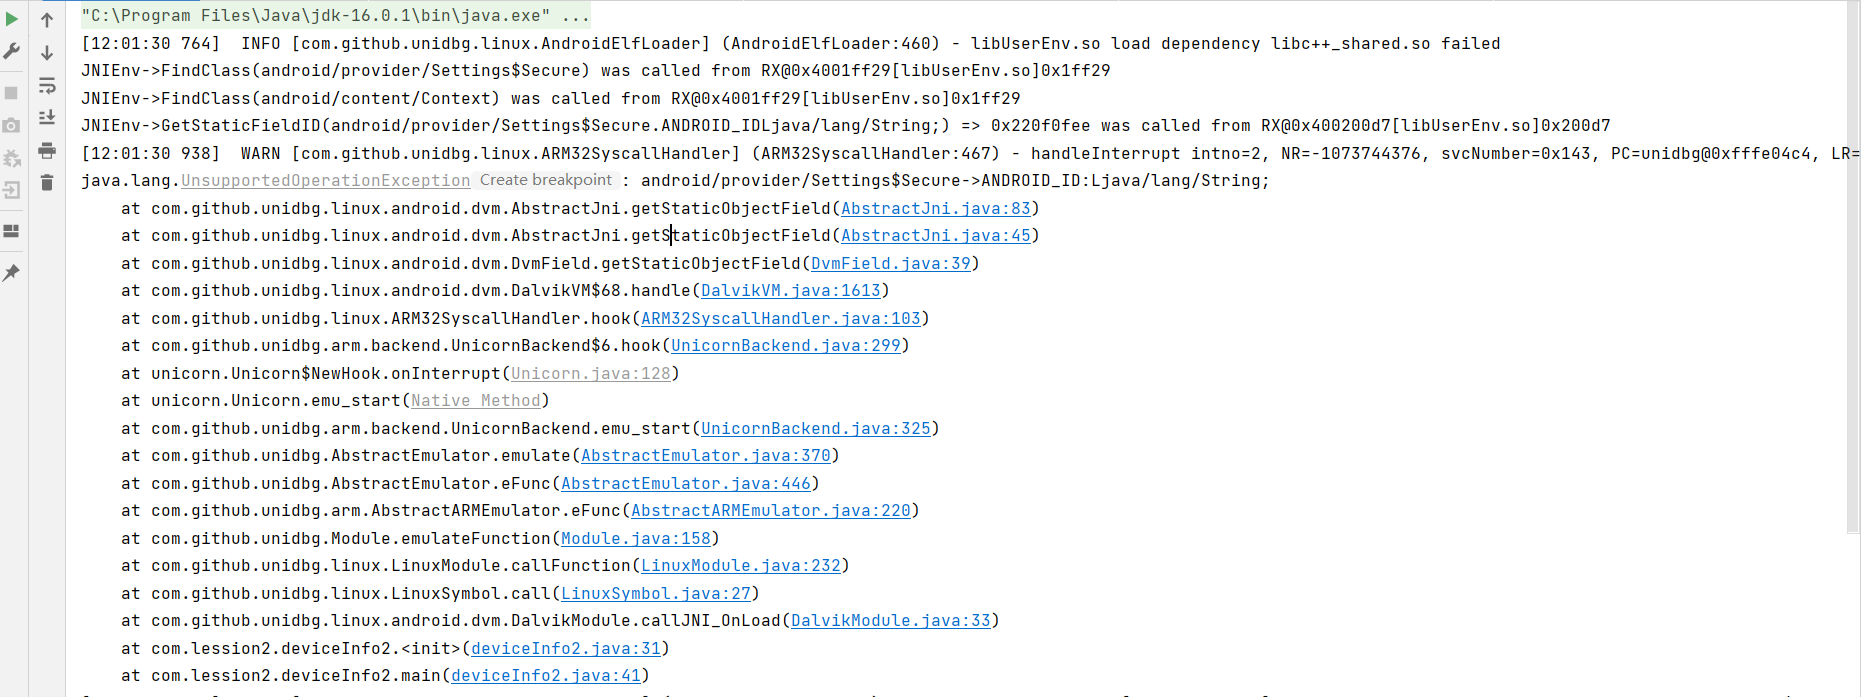 "C:\Program Files\Java\jdk-16.0.1\bin\java.exe" ...
[12:01:30 764]  INFO [com.github.unidbg.linux.AndroidElfLoader] (AndroidElfLoader:460) - libUserEnv.so load dependency libc++_shared.so failed
JNIEnv->FindClass(android/provider/Settings$Secure) was called from RX@0x4001ff29[libUserEnv.so]0x1ff29
JNIEnv->FindClass(android/content/Context) was called from RX@0x4001ff29[libUserEnv.so]0x1ff29
JNIEnv->GetStaticFieldID(android/provider/Settings$Secure.ANDROID_IDLjava/lang/String;) => 0x220f0fee was called from RX@0x400200d7[libUserEnv.so]0x200d7
[12:01:30 938]  WARN [com.github.unidbg.linux.ARM32SyscallHandler] (ARM32SyscallHandler:467) - handleInterrupt intno=2, NR=-1073744376, svcNumber=0x143, PC=unidbg@0xfffe04c4, LR=
java.lang.UnsupportedOperationException Create breakpoint : android/provider/Settings$Secure->ANDROID_ID:Ljava/lang/String;
    at com.github.unidbg.linux.android.dvm.AbstractJni.getStaticObjectField(AbstractJni.java:83)
    at com.github.unidbg.linux.android.dvm.AbstractJni.getStaticObjectField(AbstractJni.java:45)
    at com.github.unidbg.linux.android.dvm.DvmField.getStaticObjectField(DvmField.java:39)
    at com.github.unidbg.linux.android.dvm.DalvikVM$68.handle(DalvikVM.java:1613)
    at com.github.unidbg.linux.ARM32SyscallHandler.hook(ARM32SyscallHandler.java:103)
    at com.github.unidbg.arm.backend.UnicornBackend$6.hook(UnicornBackend.java:299)
    at unicorn.Unicorn$NewHook.onInterrupt(Unicorn.java:128)
    at unicorn.Unicorn.emu_start(Native Method)
    at com.github.unidbg.arm.backend.UnicornBackend.emu_start(UnicornBackend.java:325)
    at com.github.unidbg.AbstractEmulator.emulate(AbstractEmulator.java:370)
    at com.github.unidbg.AbstractEmulator.eFunc(AbstractEmulator.java:446)
    at com.github.unidbg.arm.AbstractARMEmulator.eFunc(AbstractARMEmulator.java:220)
    at com.github.unidbg.Module.emulateFunction(Module.java:158)
    at com.github.unidbg.linux.LinuxModule.callFunction(LinuxModule.java:232)
    at com.github.unidbg.linux.LinuxSymbol.call(LinuxSymbol.java:27)
    at com.github.unidbg.linux.android.dvm.DalvikModule.callJNI_OnLoad(DalvikModule.java:33)
    at com.lession2.deviceInfo2.<init>(deviceInfo2.java:31)
    at com.lession2.deviceInfo2.main(deviceInfo2.java:41)